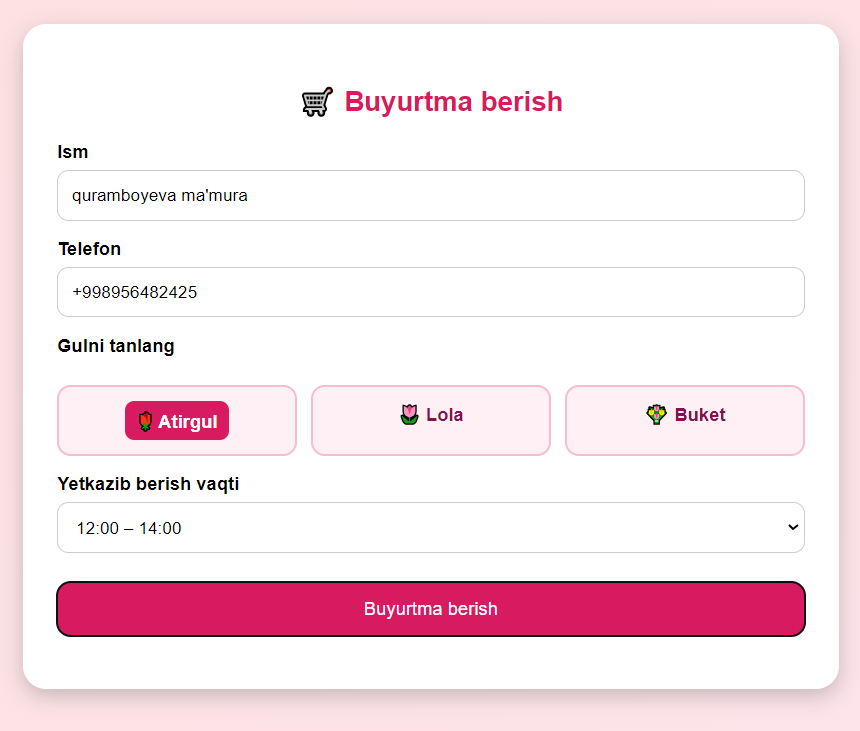 🛒 Buyurtma berish
Ism
quramboyeva ma'mura
Telefon
+998956482425
Gulni tanlang
🌹 Atirgul 🌷 Lola 💐 Buket
Yetkazib berish vaqti
12:00 – 14:00
Buyurtma berish